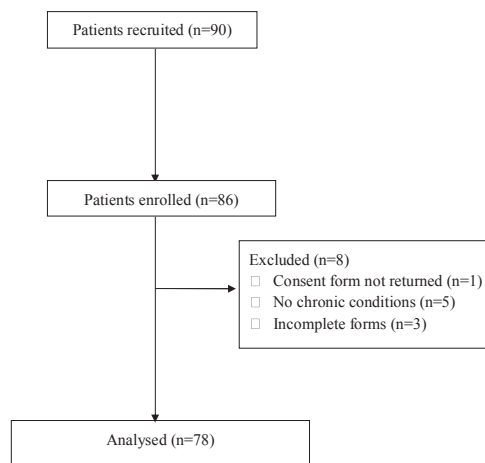 Patients recruited (n=90)
Patients enrolled (n=86)
Excluded (n=8)
Consent form not returned (n=1)
No chronic conditions (n=5)
Incomplete forms (n=3)
Analysed (n=78)